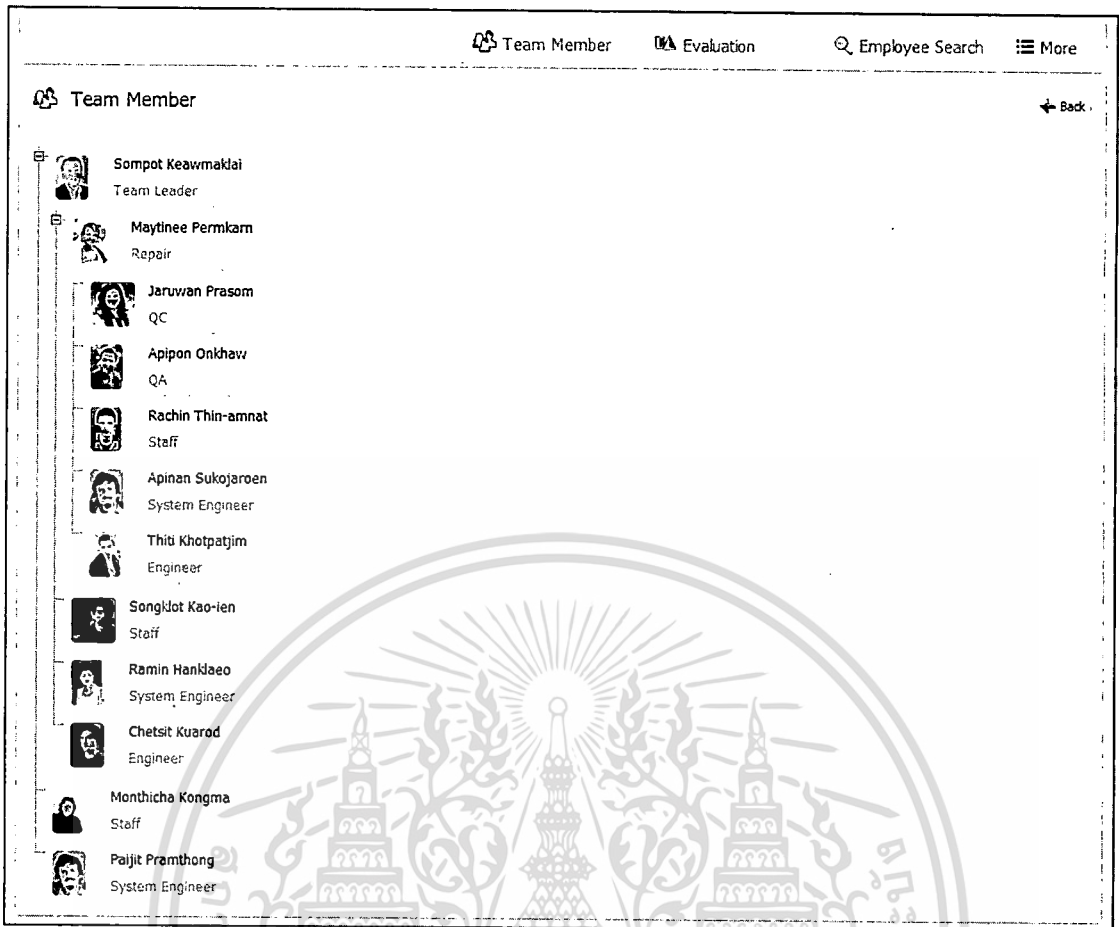 Team Member Evaluation Employee Search More
Team Member
Back
Sompot Keawmaklai
Team Leader
Maytinee Permkarn
Repair
Jaruwan Prasom
QC
Apipon Onkhaw
QA
Rachin Thin-amnat
Staff
Apinan Sukojaroen
System Engineer
Thiti Khotpatjim
Engineer
Songklot Kao-ien
Staff
Ramin Hanklaeo
System Engineer
Chetsit Kuarod
Engineer
Monthicha Kongma
Staff
Paijit Pramthong
System Engineer